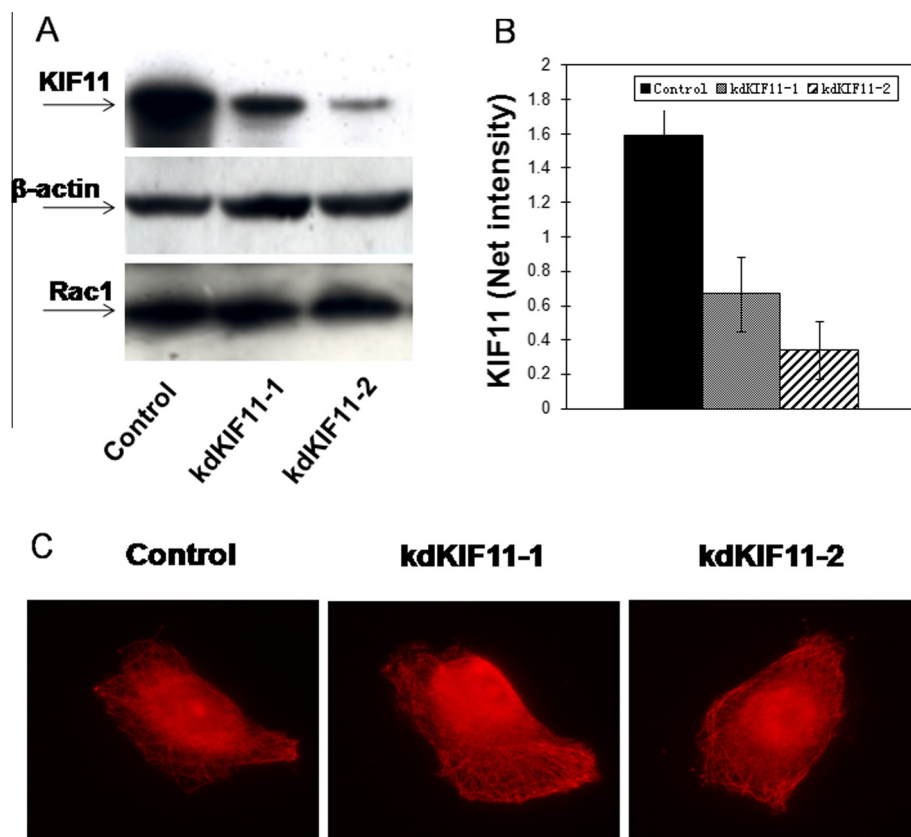 A
KIF11
β-actin
Rac1
Control
kdKIF11-1
kdKIF11-2
B
KIF11 (Net intensity)
2
1.8
1.6
1.4
1.2
1
0.8
0.6
0.4
0.2
0
Control kdKIF11-1 kdKIF11-2
C
Control kdKIF11-1 kdKIF11-2